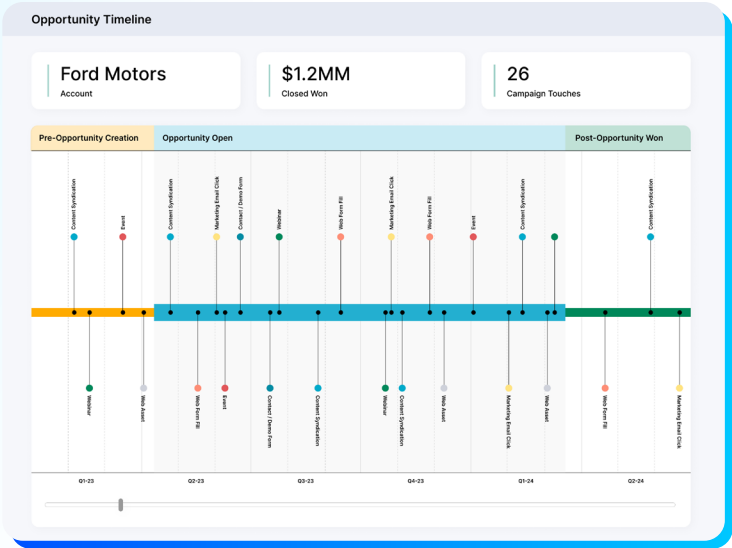 Opportunity Timeline
Ford Motors
Account
$1.2MM
Closed Won
26
Campaign Touches
Pre-Opportunity Creation
Opportunity Open
Post-Opportunity Won
Content Syndication
Event
Content Syndication
Marketing Email Click
Contact / Demo Form
Webinar
Web Form Fill
Marketing Email Click
Web Form Fill
Event
Content Syndication
Content Syndication
Webinar
Web Asset
Web Form Fill
Event
Contact / Demo Form
Content Syndication
Webinar
Content Syndication
Web Asset
Marketing Email Click
Web Asset
Web Form Fill
Marketing Email Click
Q1-23
Q2-23
Q3-23
Q4-23
Q1-24
Q2-24